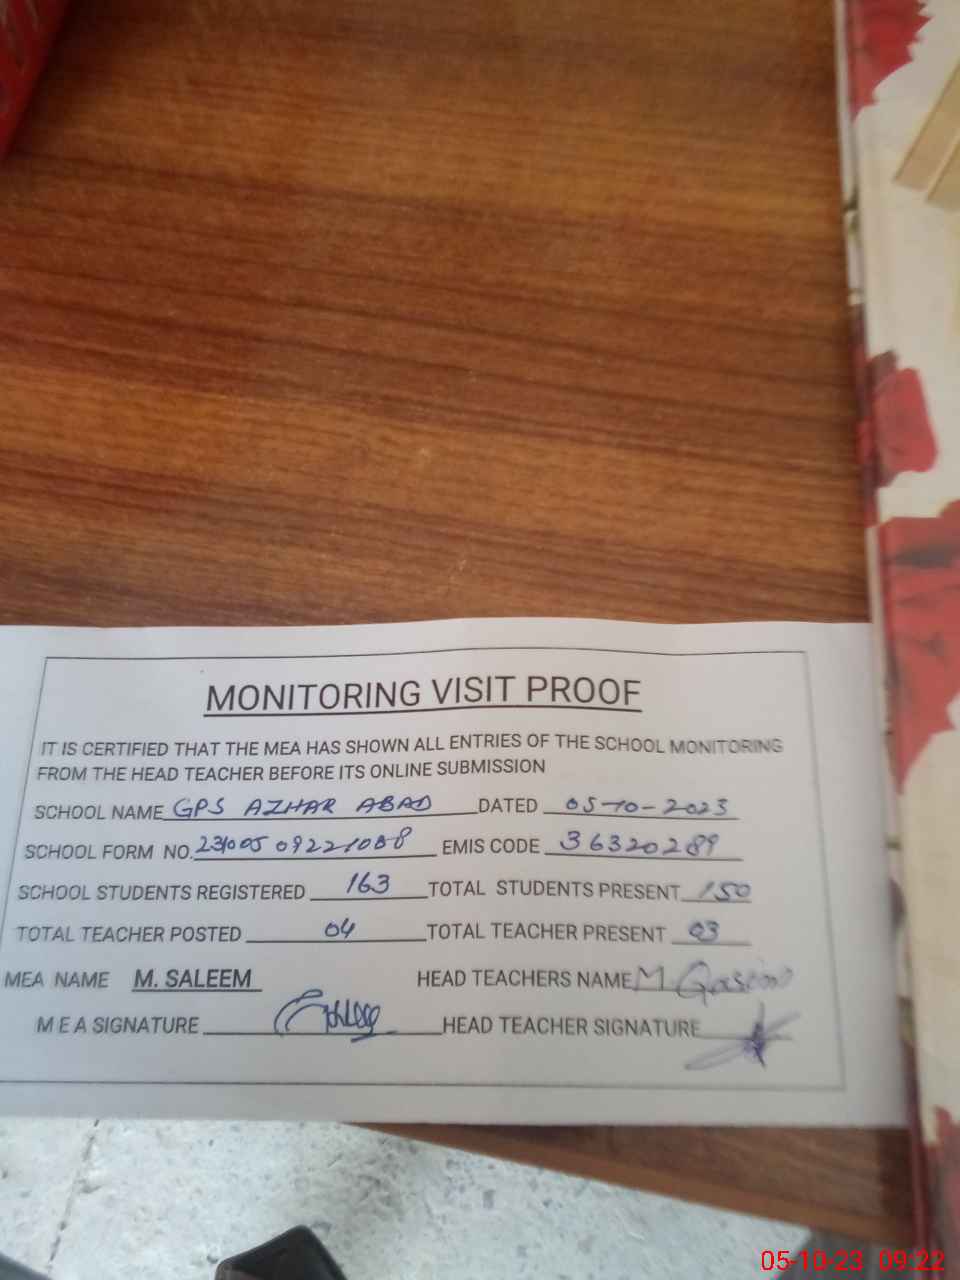 MONITORING VISIT PROOF
IT IS CERTIFIED THAT THE MEA HAS SHOWN ALL ENTRIES OF THE SCHOOL MONITORING
FROM THE HEAD TEACHER BEFORE ITS ONLINE SUBMISSION
SCHOOL NAME GPS AZHAR ABAD DATED 05-10-2023
SCHOOL FORM NO. 231005 09221088 EMIS CODE 36320289
SCHOOL STUDENTS REGISTERED 163 TOTAL STUDENTS PRESENT 150
TOTAL TEACHER POSTED 04 TOTAL TEACHER PRESENT 03
MEA NAME M. SALEEM HEAD TEACHERS NAME M Qasim
M E A SIGNATURE HEAD TEACHER SIGNATURE
05-10-23 09:22